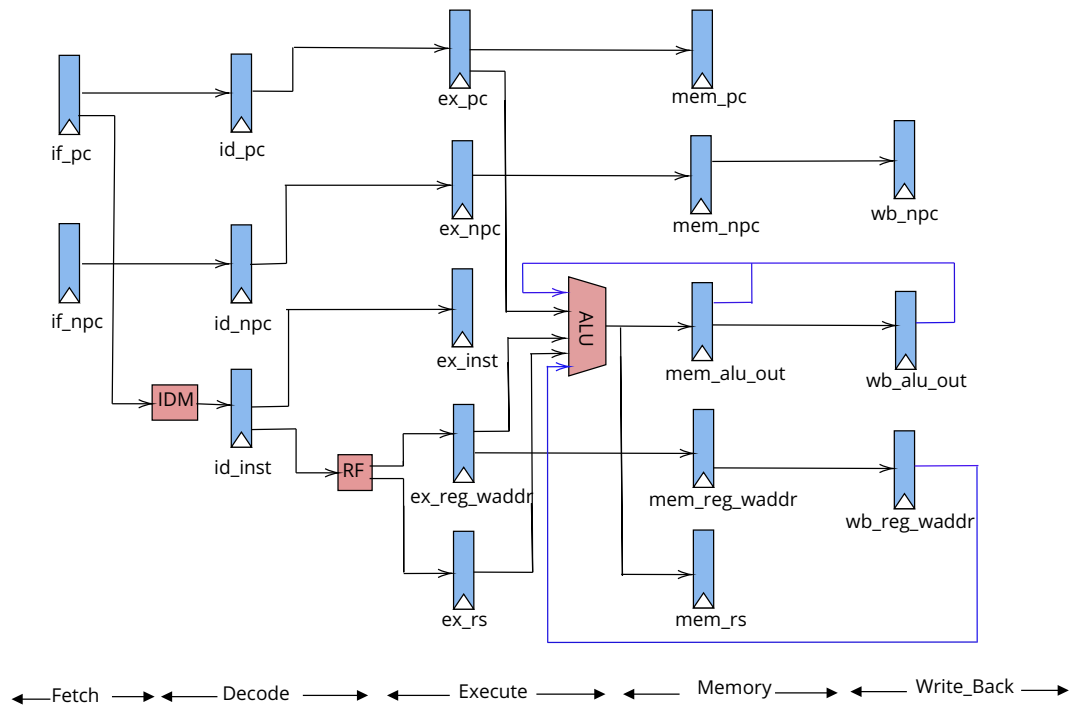 ex_pc
mem_pc
if_pc
id_pc
ex_npc
mem_npc
wb_npc
if_npc
id_npc
ALU
ex_inst
mem_alu_out
wb_alu_out
IDM
id_inst
RF
ex_reg_waddr
mem_reg_waddr
wb_reg_waddr
ex_rs
mem_rs
Fetch
Decode
Execute
Memory
Write_Back